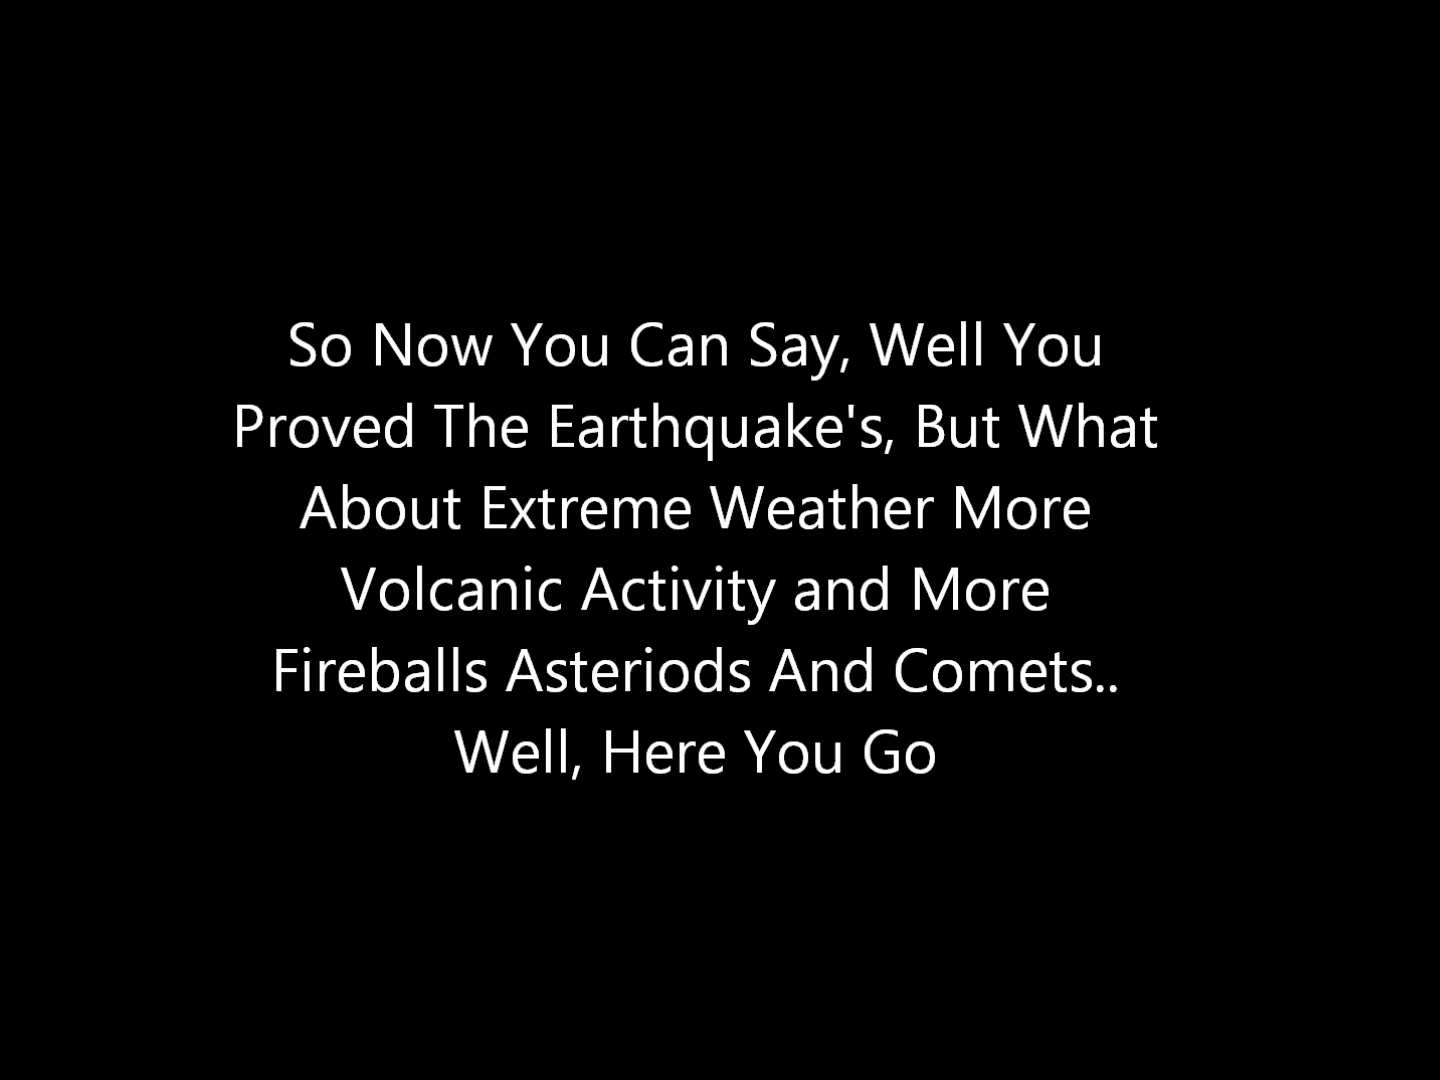 So Now You Can Say, Well You
Proved The Earthquake's, But What
About Extreme Weather More
Volcanic Activity and More
Fireballs Asteriods And Comets..
Well, Here You Go